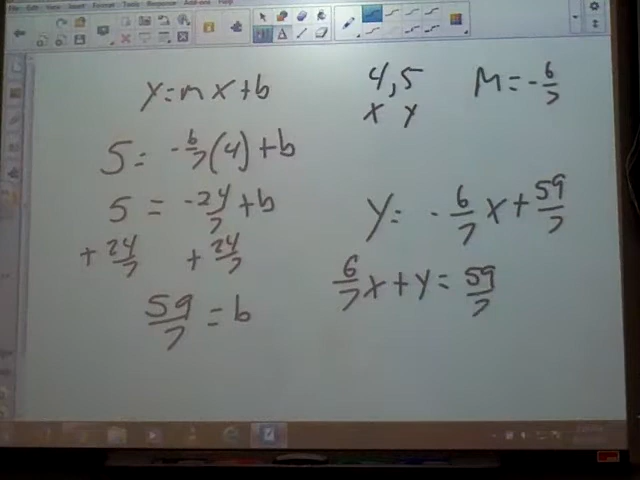 y=mx+b
4,5
x y
M=-6/7
5=-6/7(4)+b
5=-24/7+b
+24/7 +24/7
59/7=b
y=-6/7x+59/7
6/7x+y=59/7